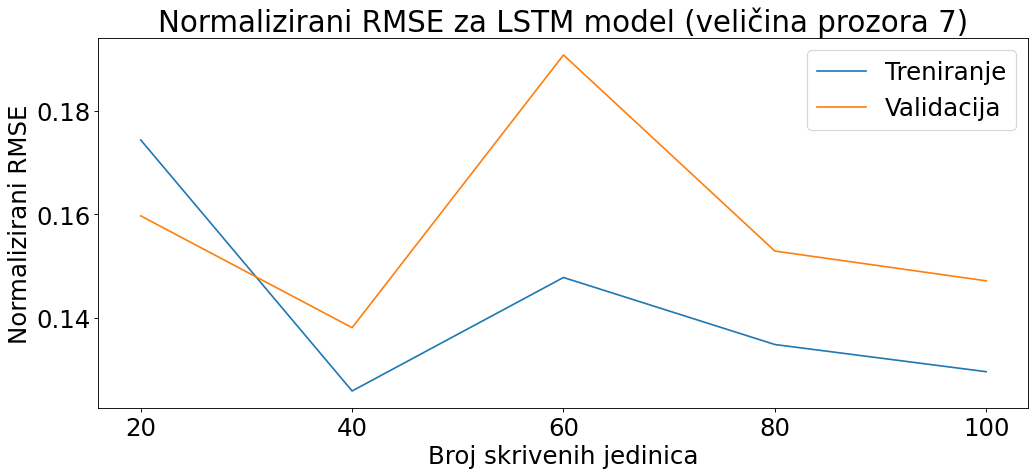 Normalizirani RMSE za LSTM model (veličina prozora 7)
Treniranje
Validacija
Normalizirani RMSE
0.18
0.16
0.14
20 40 60 80 100
Broj skrivenih jedinica